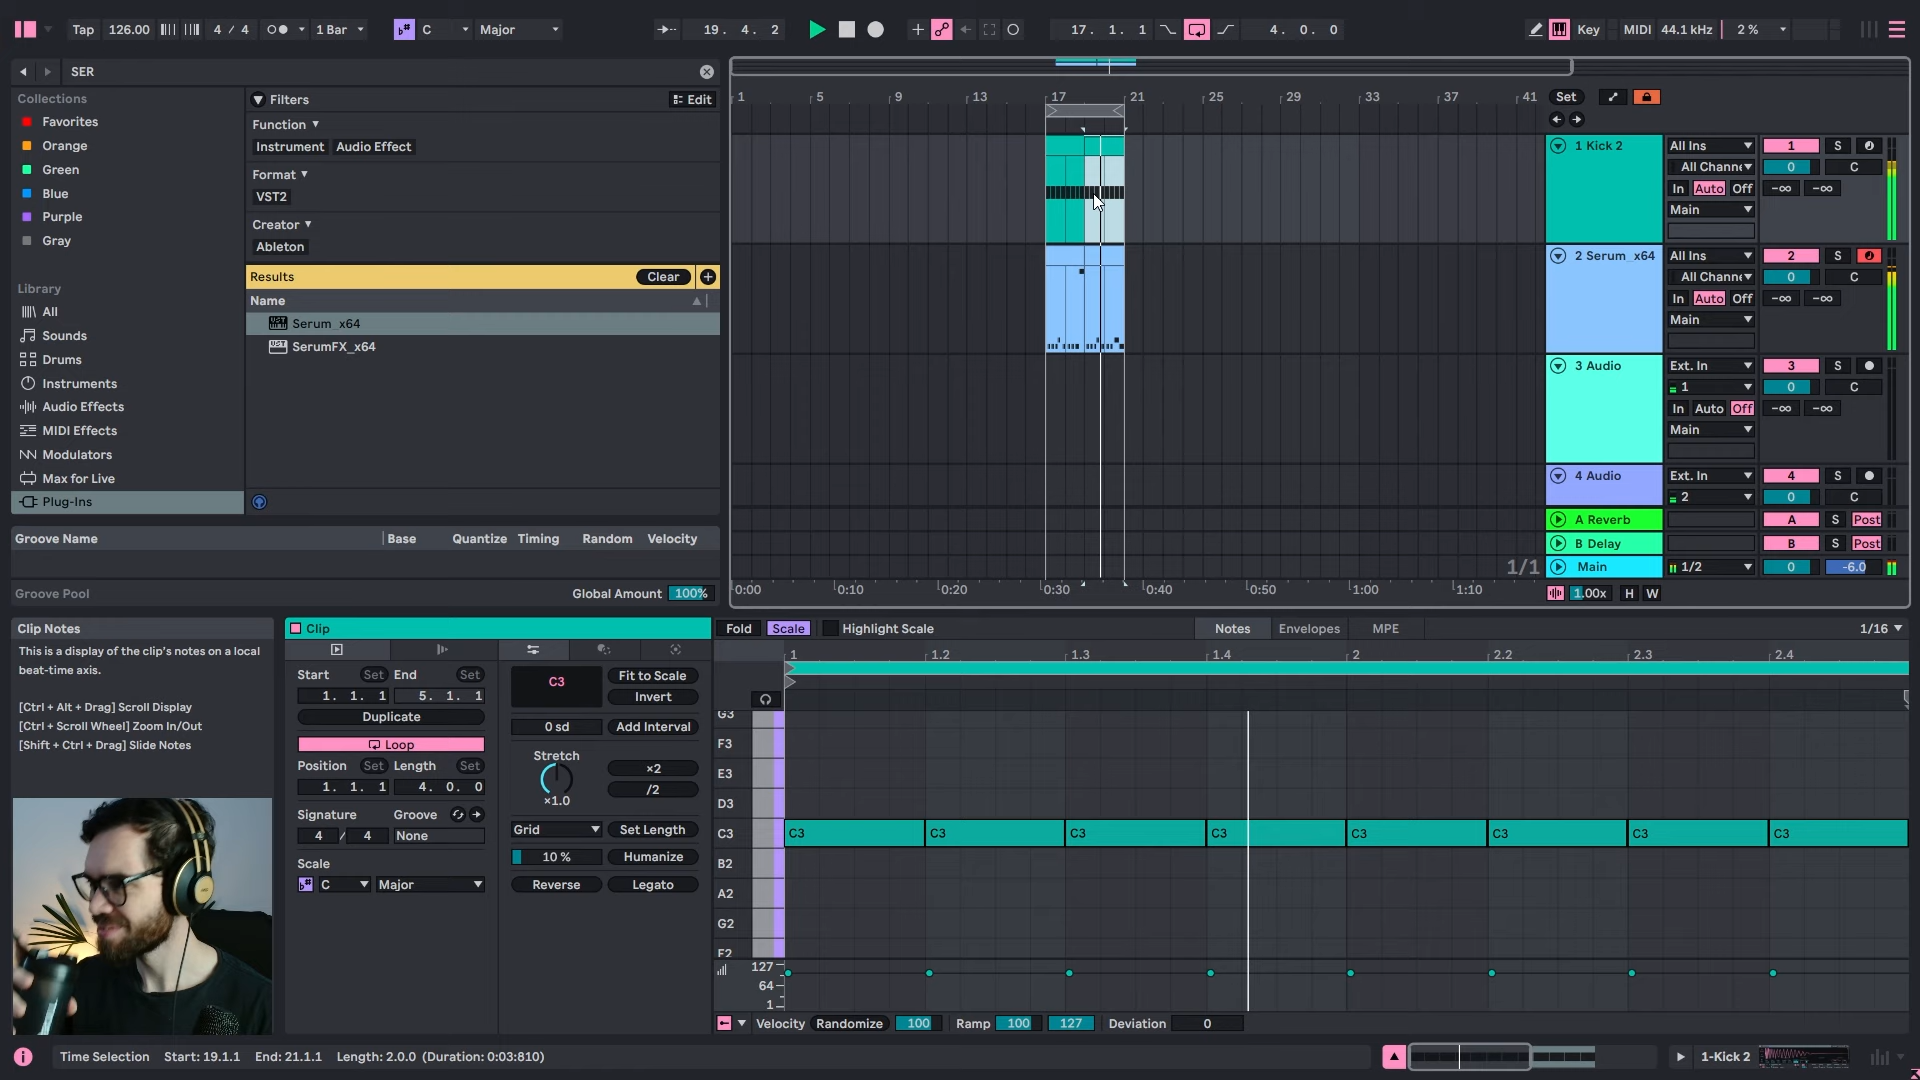 Tap 126.00 4 / 4 1 Bar C Major 19. 4. 2 17. 1. 1 4. 0. 0 Key MIDI 44.1 kHz 2 %
SER
Collections
Favorites
Orange
Green
Blue
Purple
Gray
Library
All
Sounds
Drums
Instruments
Audio Effects
MIDI Effects
Modulators
Max for Live
Plug-Ins
Filters Edit
Function
Instrument Audio Effect
Format
VST2
Creator
Ableton
Results Clear
Name
Serum_x64
SerumFX_x64
Groove Name Base Quantize Timing Random Velocity
Groove Pool Global Amount 100%
1 5 9 13 17 21 25 29 33 37 41 Set
1 Kick 2 All Ins 1 S
All Channe 0 C
In Auto Off -∞ -∞
Main
2 Serum_x64 All Ins 2 S
All Channe 0 C
In Auto Off -∞ -∞
Main
3 Audio Ext. In 3 S
1 0 C
In Auto Off -∞ -∞
Main
4 Audio Ext. In 4 S
2 0 C
A Reverb A S Post
B Delay B S Post
1/1 Main 1/2 0 -6.0
0:00 0:10 0:20 0:30 0:40 0:50 1:00 1:10 1.00x H W
Clip Notes
This is a display of the clip's notes on a local
beat-time axis.
[Ctrl + Alt + Drag] Scroll Display
[Ctrl + Scroll Wheel] Zoom In/Out
[Shift + Ctrl + Drag] Slide Notes
Clip
Start Set End Set
1. 1. 1 5. 1. 1
Duplicate
Loop
Position Set Length Set
1. 1. 1 4. 0. 0
Signature Groove
4 / 4 None
Scale
C Major
C3 Fit to Scale
Invert
0 sd Add Interval
Stretch
×2
/2
×1.0
Grid Set Length
10 % Humanize
Reverse Legato
Fold Scale Highlight Scale Notes Envelopes MPE 1/16
1 1.2 1.3 1.4 2 2.2 2.3 2.4
G3
F3
E3
D3
C3 C3 C3 C3 C3 C3 C3 C3 C3
B2
A2
G2
F2
127
64
1
Velocity Randomize 100 Ramp 100 127 Deviation 0
Time Selection Start: 19.1.1 End: 21.1.1 Length: 2.0.0 (Duration: 0:03:810) 1-Kick 2